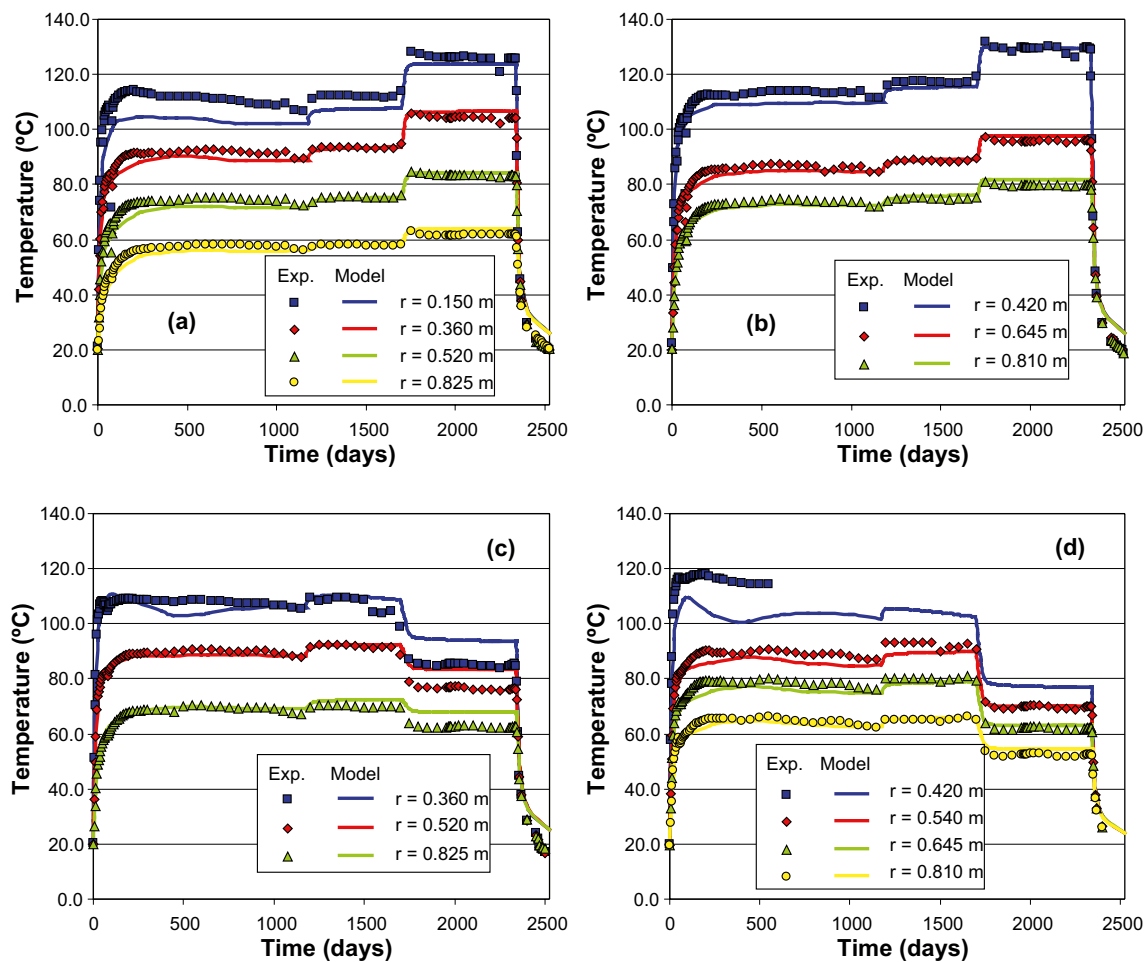 140.0
120.0
100.0
80.0
60.0
40.0
20.0
0.0
Temperature (ºC)
0 500 1000 1500 2000 2500
Time (days)
(a)
Exp. Model
r = 0.150 m
r = 0.360 m
r = 0.520 m
r = 0.825 m
140.0
120.0
100.0
80.0
60.0
40.0
20.0
0.0
Temperature (ºC)
0 500 1000 1500 2000 2500
Time (days)
(b)
Exp. Model
r = 0.420 m
r = 0.645 m
r = 0.810 m
140.0
120.0
100.0
80.0
60.0
40.0
20.0
0.0
Temperature (ºC)
0 500 1000 1500 2000 2500
Time (days)
(c)
Exp. Model
r = 0.360 m
r = 0.520 m
r = 0.825 m
140.0
120.0
100.0
80.0
60.0
40.0
20.0
0.0
Temperature (ºC)
0 500 1000 1500 2000 2500
Time (days)
(d)
Exp. Model
r = 0.420 m
r = 0.540 m
r = 0.645 m
r = 0.810 m